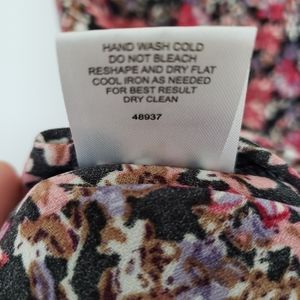 HAND WASH COLD
DO NOT BLEACH
RESHAPE AND DRY FLAT
COOL IRON AS NEEDED
FOR BEST RESULT
DRY CLEAN
48937